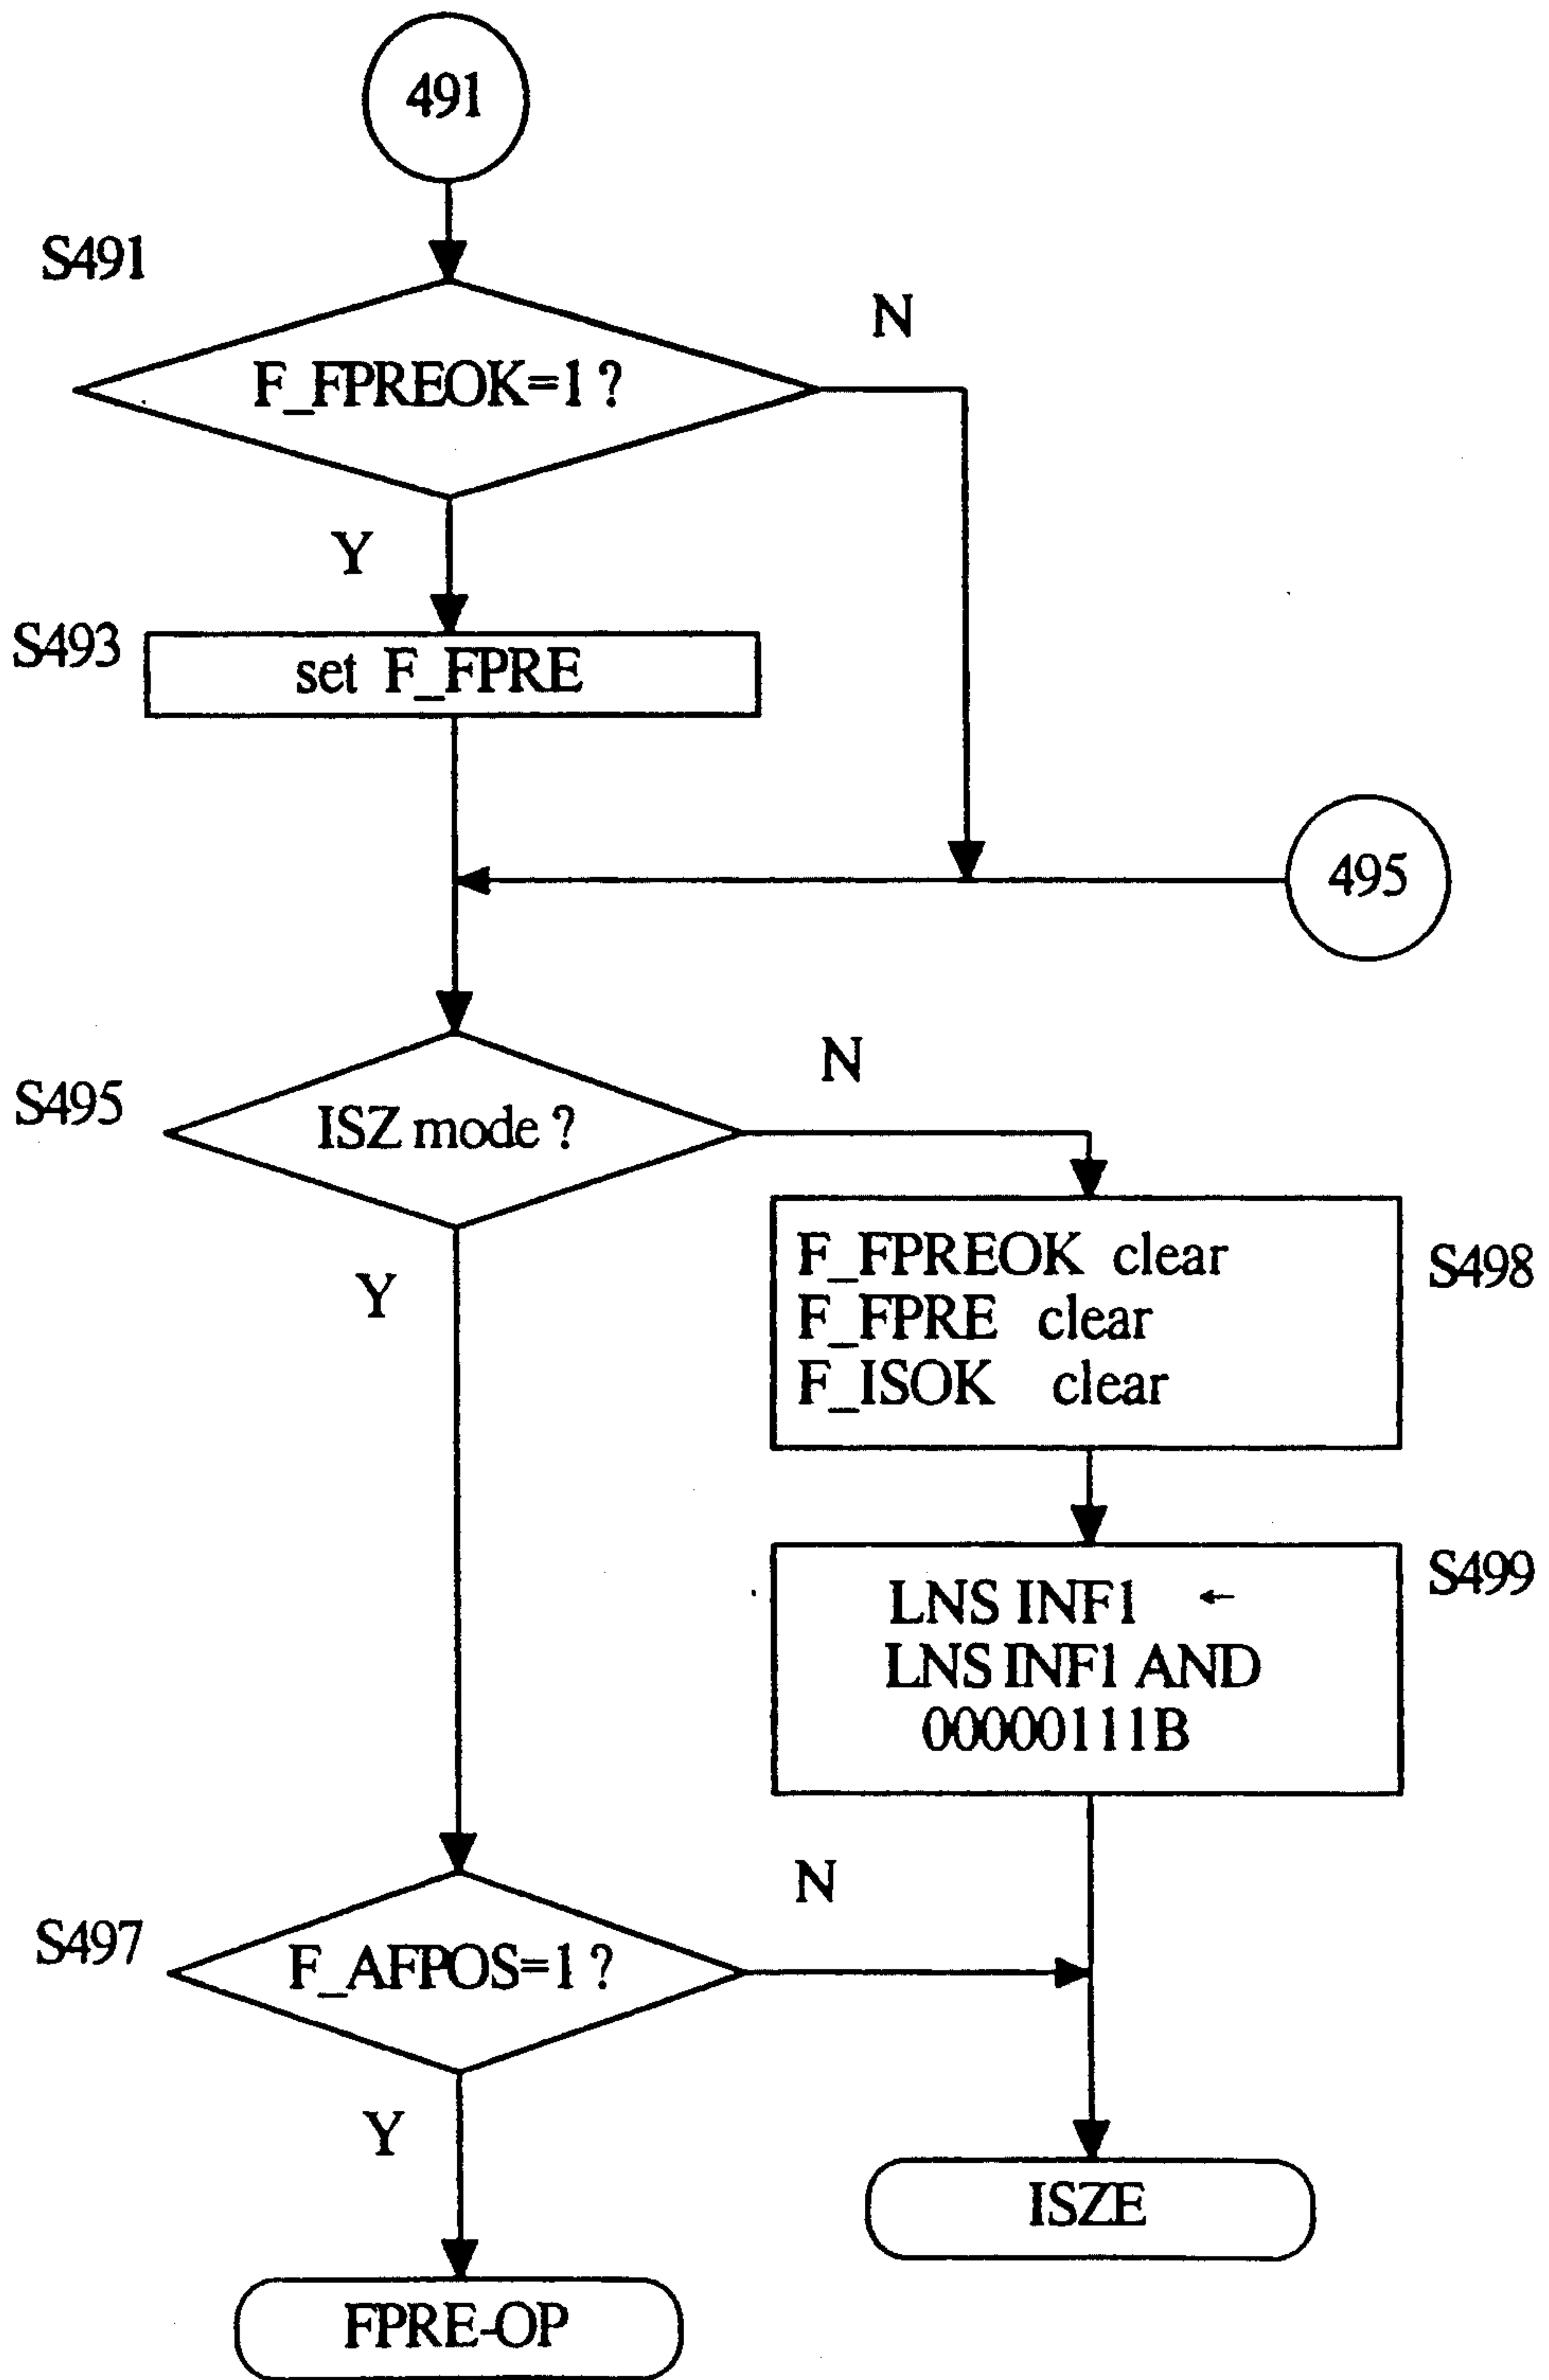 491
S491
N
F_FPREOK=1 ?
Y
S493
set F_FPRE
495
N
S495
ISZ mode ?
F_FPREOK clear
S498
Y
F_FPRE clear
F_ISOK clear
S499
LNS INF1 ←
LNS INF1 AND
00000111B
N
S497
F_AFPOS=1 ?
Y
ISZE
FPRE-OP